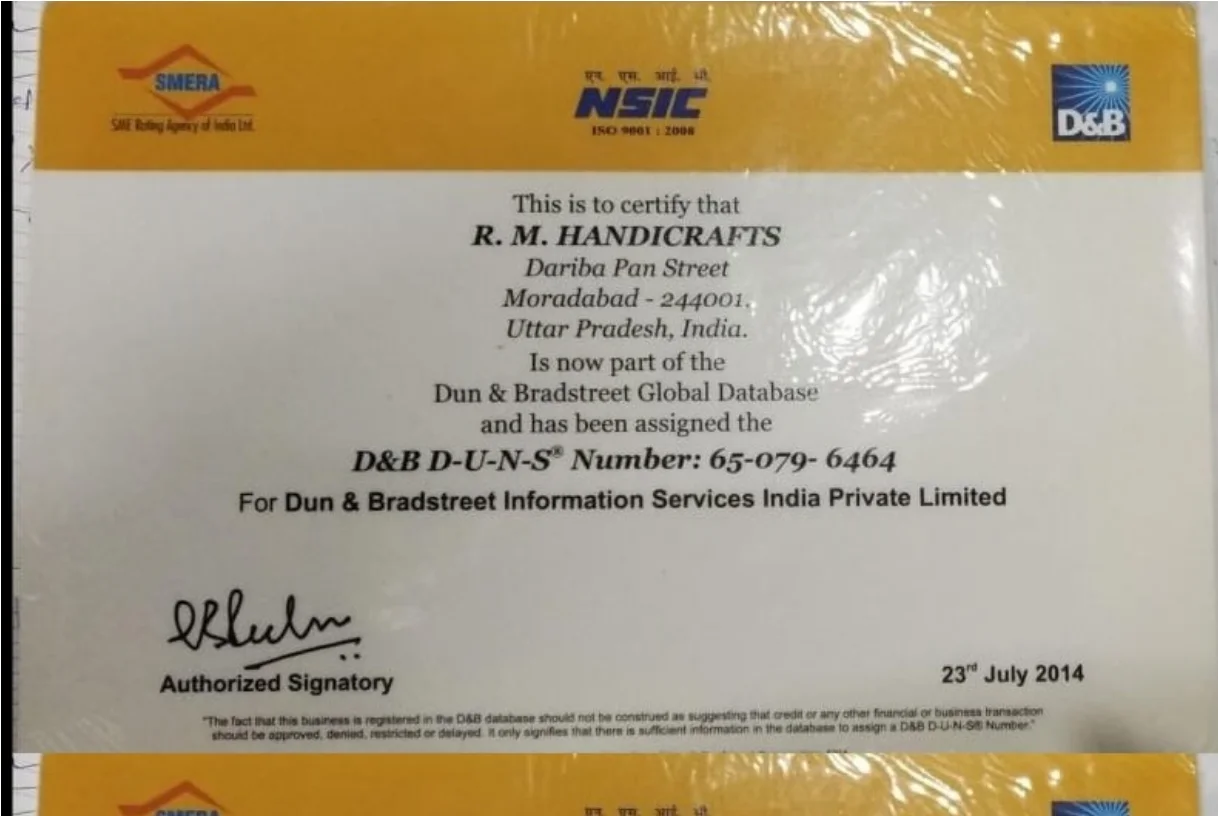 SMERA
SME Rating Agency of India Ltd.
एन. एस. आई. सी.
NSIC
ISO 9001 : 2008
D&B
This is to certify that
R. M. HANDICRAFTS
Dariba Pan Street
Moradabad - 244001.
Uttar Pradesh, India.
Is now part of the
Dun & Bradstreet Global Database
and has been assigned the
D&B D-U-N-S® Number: 65-079- 6464
For Dun & Bradstreet Information Services India Private Limited
Authorized Signatory
23rd July 2014
"The fact that this business is registered in the D&B database should not be construed as suggesting that credit or any other financial or business transaction
should be approved, denied, restricted or delayed. It only signifies that there is sufficient information in the database to assign a D&B D-U-N-S® Number."
SMERA
एन. एस. आई. सी.